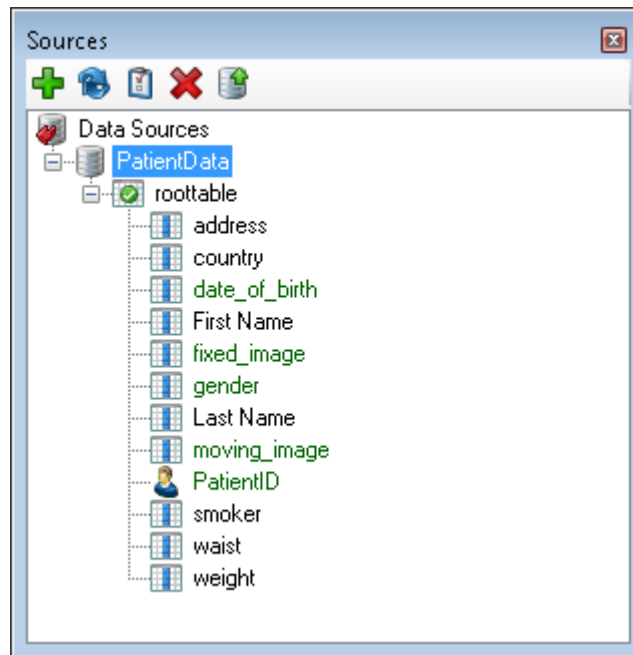 Sources
Data Sources
PatientData
roottable
address
country
date_of_birth
First Name
fixed_image
gender
Last Name
moving_image
PatientID
smoker
waist
weight